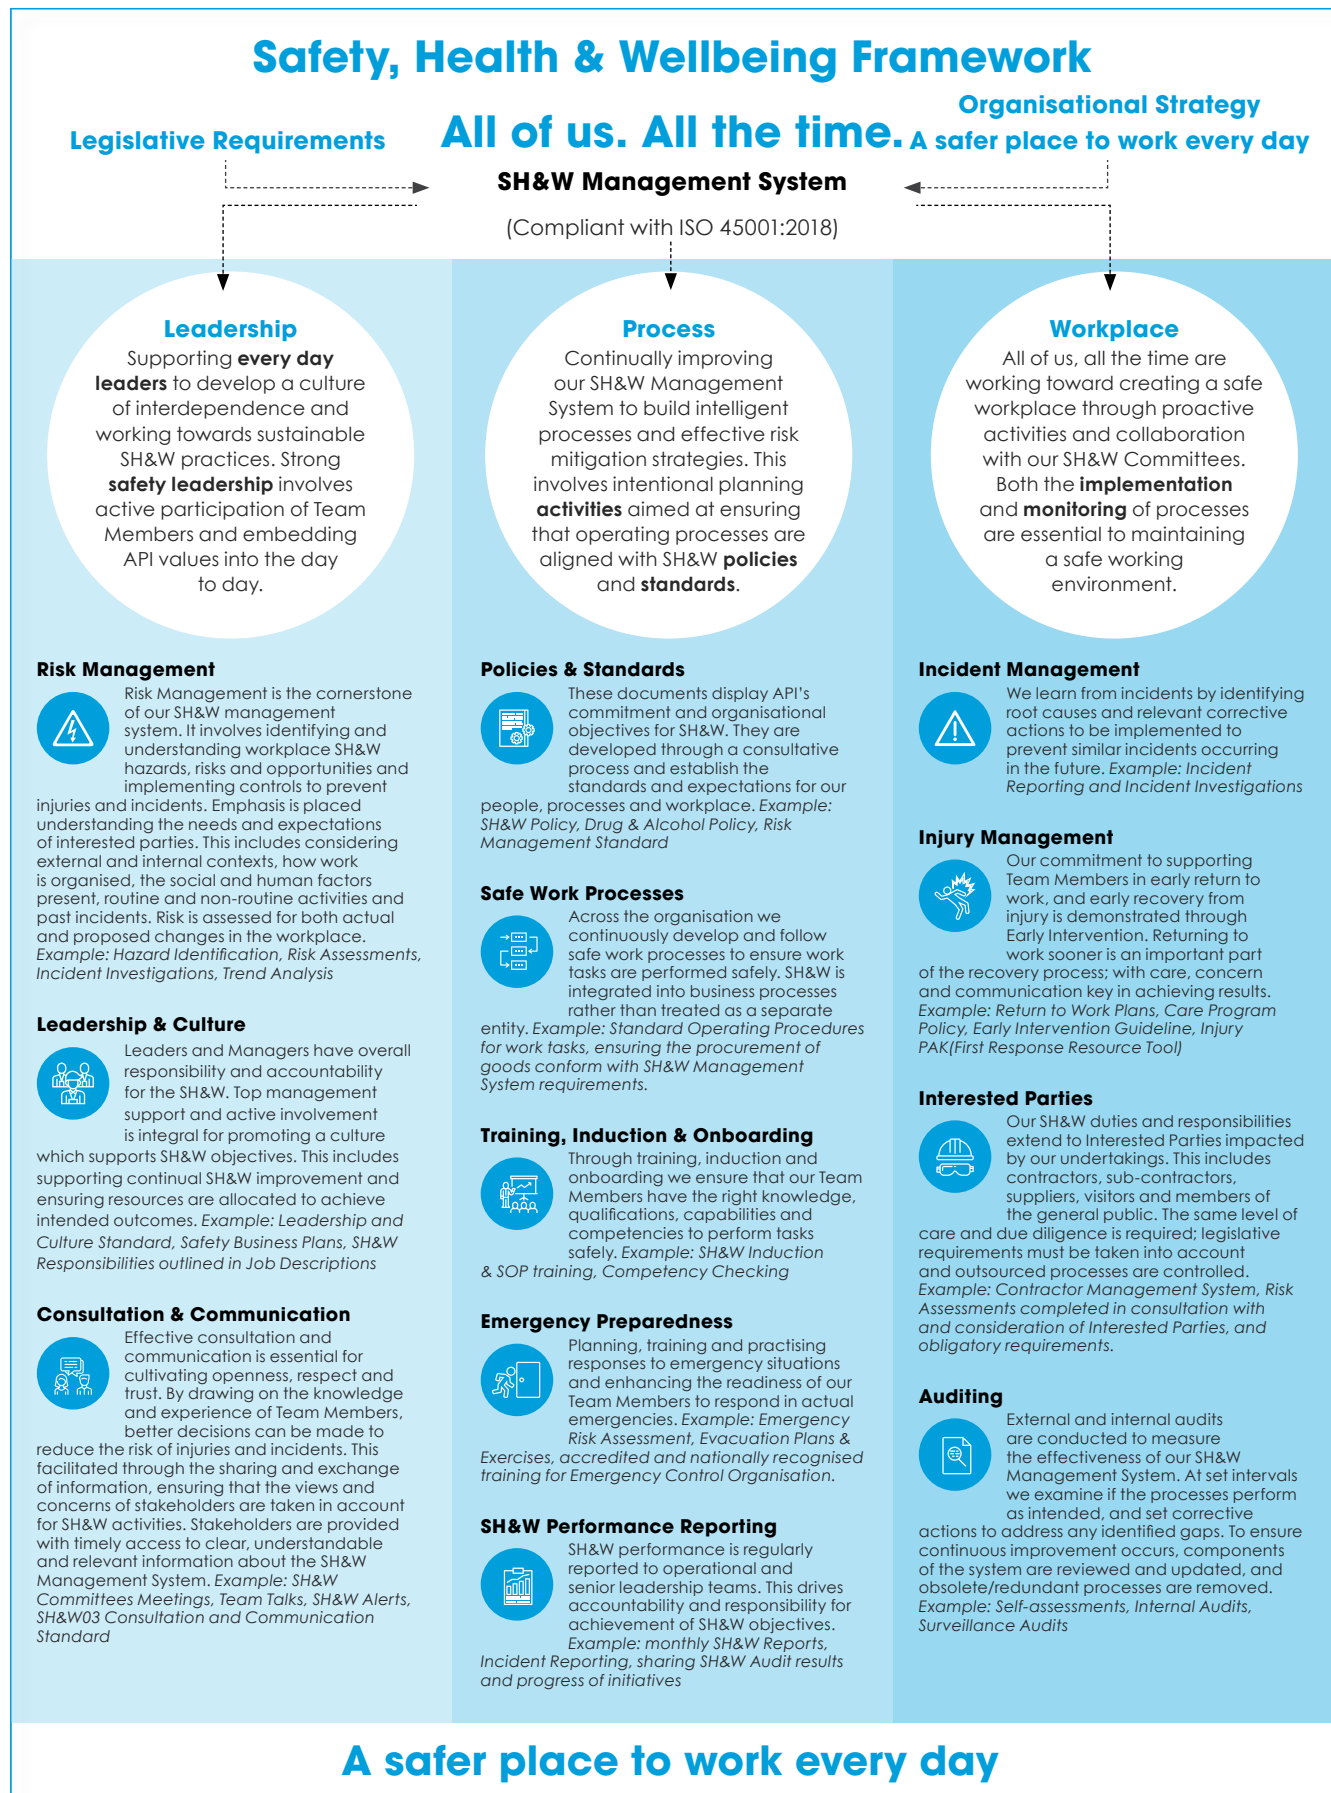 Safety, Health & Wellbeing Framework
Legislative Requirements
All of us. All the time.
Organisational Strategy
A safer place to work every day
SH&W Management System
(Compliant with ISO 45001:2018)
Leadership
Supporting every day
leaders to develop a culture
of interdependence and
working towards sustainable
SH&W practices. Strong
safety leadership involves
active participation of Team
Members and embedding
API values into the day
to day.
Risk Management
Risk Management is the cornerstone
of our SH&W management
system. It involves identifying and
understanding workplace SH&W
hazards, risks and opportunities and
implementing controls to prevent
injuries and incidents. Emphasis is placed
understanding the needs and expectations
of interested parties. This includes considering
external and internal contexts, how work
is organised, the social and human factors
present, routine and non-routine activities and
past incidents. Risk is assessed for both actual
and proposed changes in the workplace.
Example: Hazard Identification, Risk Assessments,
Incident Investigations, Trend Analysis
Leadership & Culture
Leaders and Managers have overall
responsibility and accountability
for the SH&W. Top management
support and active involvement
is integral for promoting a culture
which supports SH&W objectives. This includes
supporting continual SH&W improvement and
ensuring resources are allocated to achieve
intended outcomes. Example: Leadership and
Culture Standard, Safety Business Plans, SH&W
Responsibilities outlined in Job Descriptions
Consultation & Communication
Effective consultation and
communication is essential for
cultivating openness, respect and
trust. By drawing on the knowledge
and experience of Team Members,
better decisions can be made to
reduce the risk of injuries and incidents. This
facilitated through the sharing and exchange
of information, ensuring that the views and
concerns of stakeholders are taken in account
for SH&W activities. Stakeholders are provided
with timely access to clear, understandable
and relevant information about the SH&W
Management System. Example: SH&W
Committees Meetings, Team Talks, SH&W Alerts,
SH&W03 Consultation and Communication
Standard
Process
Continually improving
our SH&W Management
System to build intelligent
processes and effective risk
mitigation strategies. This
involves intentional planning
activities aimed at ensuring
that operating processes are
aligned with SH&W policies
and standards.
Policies & Standards
These documents display API's
commitment and organisational
objectives for SH&W. They are
developed through a consultative
process and establish the
standards and expectations for our
people, processes and workplace. Example:
SH&W Policy, Drug & Alcohol Policy, Risk
Management Standard
Safe Work Processes
Across the organisation we
continuously develop and follow
safe work processes to ensure work
tasks are performed safely. SH&W is
integrated into business processes
rather than treated as a separate
entity. Example: Standard Operating Procedures
for work tasks, ensuring the procurement of
goods conform with SH&W Management
System requirements.
Training, Induction & Onboarding
Through training, induction and
onboarding we ensure that our Team
Members have the right knowledge,
qualifications, capabilities and
competencies to perform tasks
safely. Example: SH&W Induction
& SOP training, Competency Checking
Emergency Preparedness
Planning, training and practising
responses to emergency situations
and enhancing the readiness of our
Team Members to respond in actual
emergencies. Example: Emergency
Risk Assessment, Evacuation Plans &
Exercises, accredited and nationally recognised
training for Emergency Control Organisation.
SH&W Performance Reporting
SH&W performance is regularly
reported to operational and
senior leadership teams. This drives
accountability and responsibility for
achievement of SH&W objectives.
Example: monthly SH&W Reports,
Incident Reporting, sharing SH&W Audit results
and progress of initiatives
Workplace
All of us, all the time are
working toward creating a safe
workplace through proactive
activities and collaboration
with our SH&W Committees.
Both the implementation
and monitoring of processes
are essential to maintaining
a safe working
environment.
Incident Management
We learn from incidents by identifying
root causes and relevant corrective
actions to be implemented to
prevent similar incidents occurring
in the future. Example: Incident
Reporting and Incident Investigations
Injury Management
Our commitment to supporting
Team Members in early return to
work, and early recovery from
injury is demonstrated through
Early Intervention. Returning to
work sooner is an important part
of the recovery process; with care, concern
and communication key in achieving results.
Example: Return to Work Plans, Care Program
Policy, Early Intervention Guideline, Injury
PAK(First Response Resource Tool)
Interested Parties
Our SH&W duties and responsibilities
extend to Interested Parties impacted
by our undertakings. This includes
contractors, sub-contractors,
suppliers, visitors and members of
the general public. The same level of
care and due diligence is required; legislative
requirements must be taken into account
and outsourced processes are controlled.
Example: Contractor Management System, Risk
Assessments completed in consultation with
and consideration of Interested Parties, and
obligatory requirements.
Auditing
External and internal audits
are conducted to measure
the effectiveness of our SH&W
Management System. At set intervals
we examine if the processes perform
as intended, and set corrective
actions to address any identified gaps. To ensure
continuous improvement occurs, components
of the system are reviewed and updated, and
obsolete/redundant processes are removed.
Example: Self-assessments, Internal Audits,
Surveillance Audits
A safer place to work every day